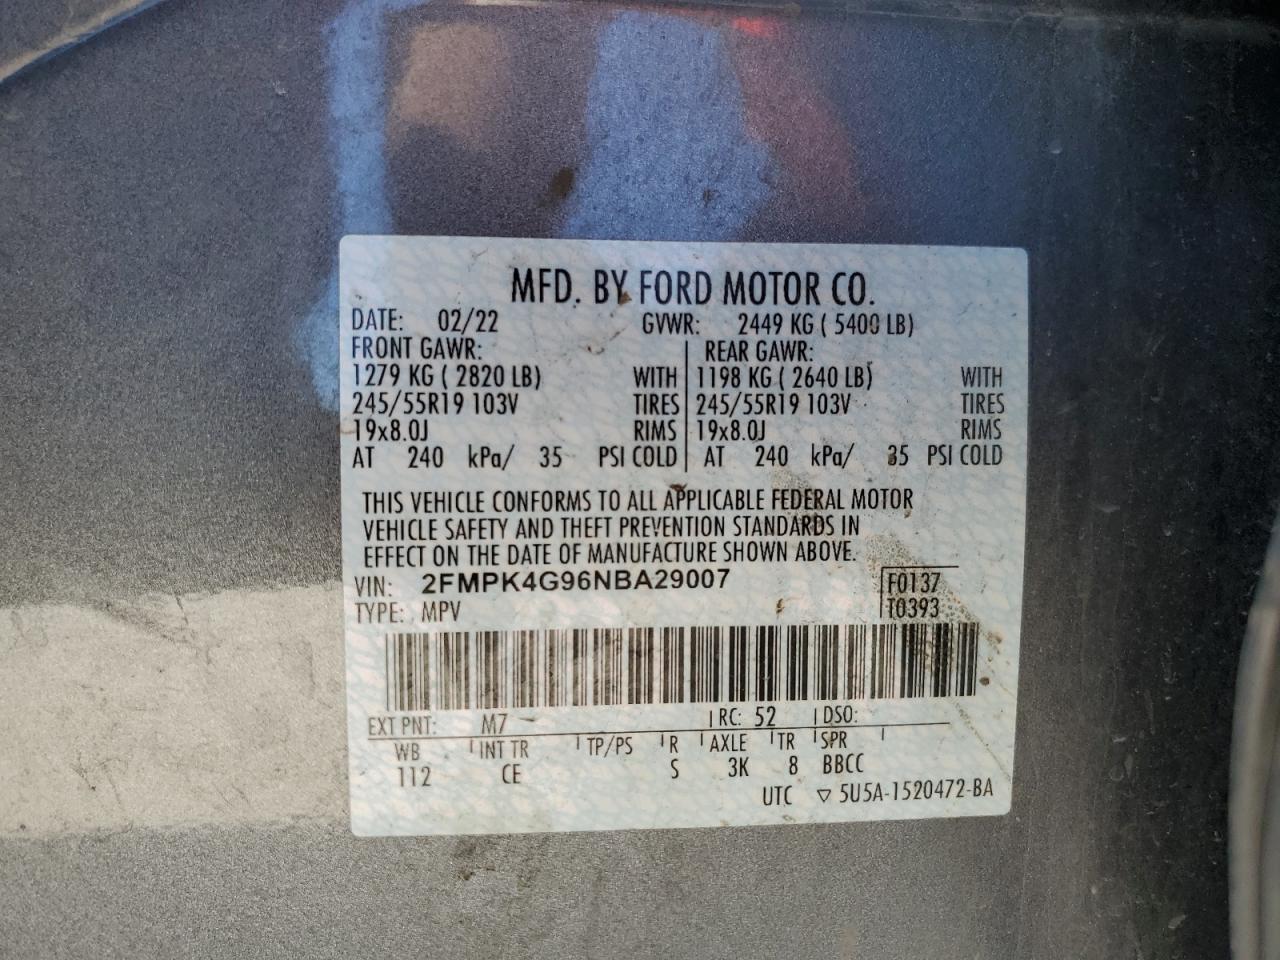 MFD. BY FORD MOTOR CO.
DATE: 02/22 GVWR: 2449 KG ( 5400 LB)
FRONT GAWR: REAR GAWR:
1279 KG ( 2820 LB) WITH 1198 KG ( 2640 LB) WITH
245/55R19 103V TIRES 245/55R19 103V TIRES
19x8.0J RIMS 19x8.0J RIMS
AT 240 kPa/ 35 PSI COLD AT 240 kPa/ 35 PSI COLD
THIS VEHICLE CONFORMS TO ALL APPLICABLE FEDERAL MOTOR
VEHICLE SAFETY AND THEFT PREVENTION STANDARDS IN
EFFECT ON THE DATE OF MANUFACTURE SHOWN ABOVE.
VIN: 2FMPK4G96NBA29007 F0137
TYPE: MPV T0393
EXT PNT: M7 RC: 52 DSO:
WB INT TR TP/PS R AXLE TR SPR
112 CE S 3K 8 BBCC
UTC ▽ 5U5A-1520472-BA